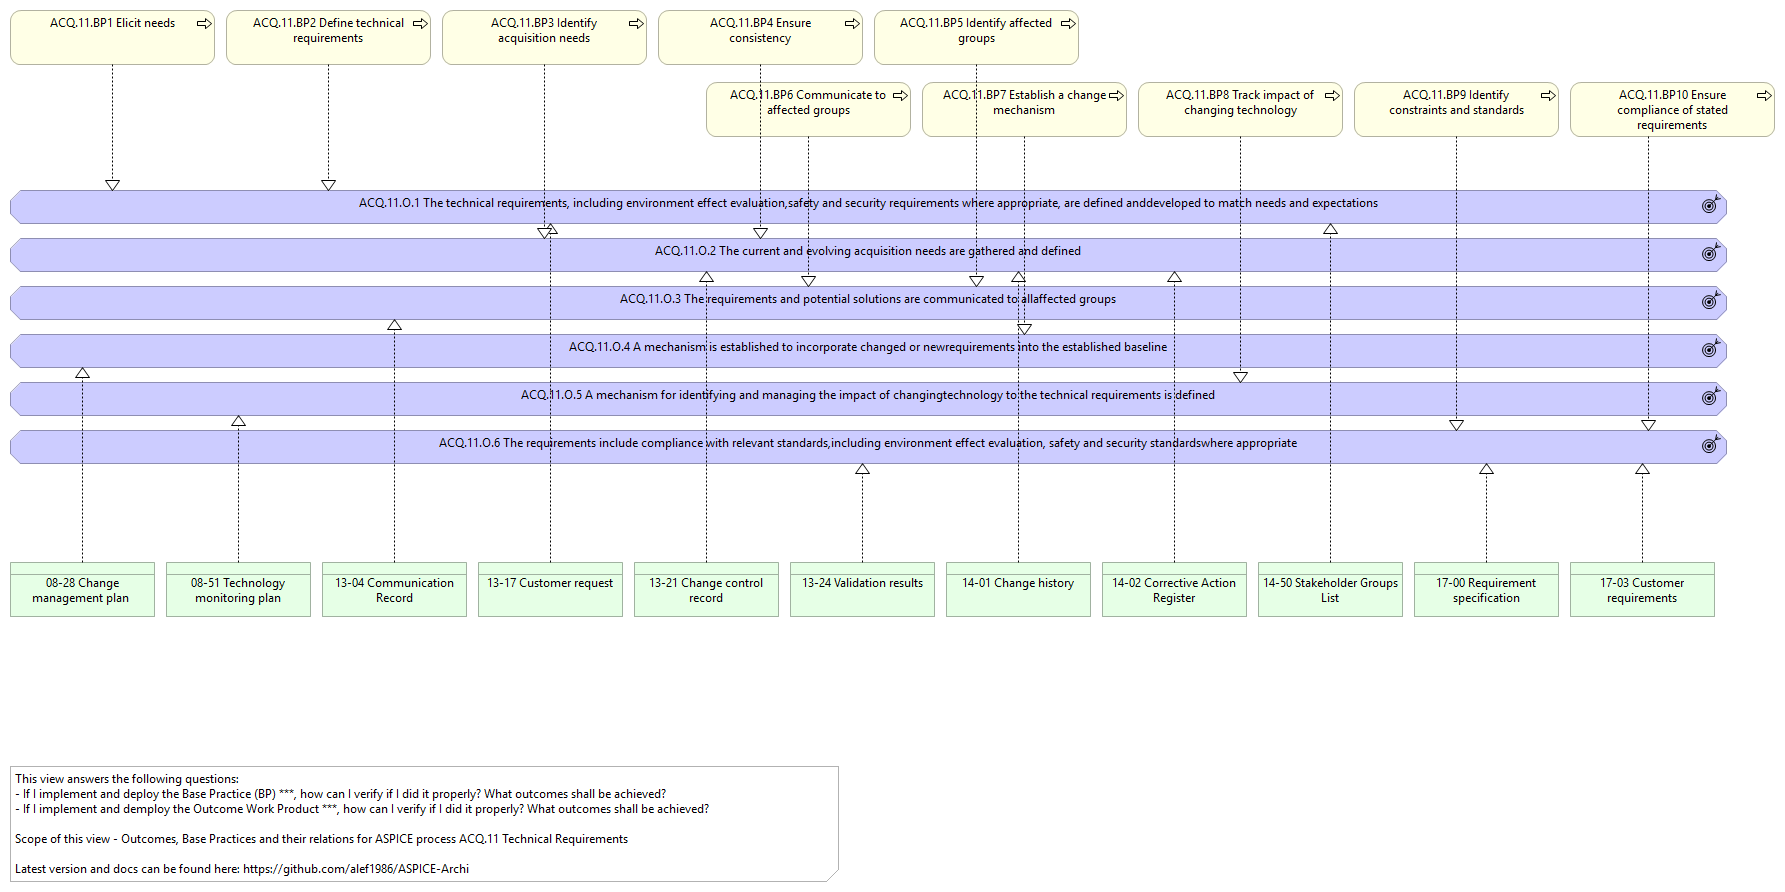 ACQ.11.BP1 Elicit needs
ACQ.11.BP2 Define technical
requirements
ACQ.11.BP3 Identify
acquisition needs
ACQ.11.BP4 Ensure
consistency
ACQ.11.BP5 Identify affected
groups
ACQ.11.BP6 Communicate to
affected groups
ACQ.11.BP7 Establish a change
mechanism
ACQ.11.BP8 Track impact of
changing technology
ACQ.11.BP9 Identify
constraints and standards
ACQ.11.BP10 Ensure
compliance of stated
requirements
ACQ.11.O.1 The technical requirements, including environment effect evaluation,safety and security requirements where appropriate, are defined anddeveloped to match needs and expectations
ACQ.11.O.2 The current and evolving acquisition needs are gathered and defined
ACQ.11.O.3 The requirements and potential solutions are communicated to allaffected groups
ACQ.11.O.4 A mechanism is established to incorporate changed or newrequirements into the established baseline
ACQ.11.O.5 A mechanism for identifying and managing the impact of changingtechnology to the technical requirements is defined
ACQ.11.O.6 The requirements include compliance with relevant standards,including environment effect evaluation, safety and security standardswhere appropriate
08-28 Change
management plan
08-51 Technology
monitoring plan
13-04 Communication
Record
13-17 Customer request
13-21 Change control
record
13-24 Validation results
14-01 Change history
14-02 Corrective Action
Register
14-50 Stakeholder Groups
List
17-00 Requirement
specification
17-03 Customer
requirements
This view answers the following questions:
- If I implement and deploy the Base Practice (BP) ***, how can I verify if I did it properly? What outcomes shall be achieved?
- If I implement and demploy the Outcome Work Product ***, how can I verify if I did it properly? What outcomes shall be achieved?
Scope of this view - Outcomes, Base Practices and their relations for ASPICE process ACQ.11 Technical Requirements
Latest version and docs can be found here: https://github.com/alef1986/ASPICE-Archi